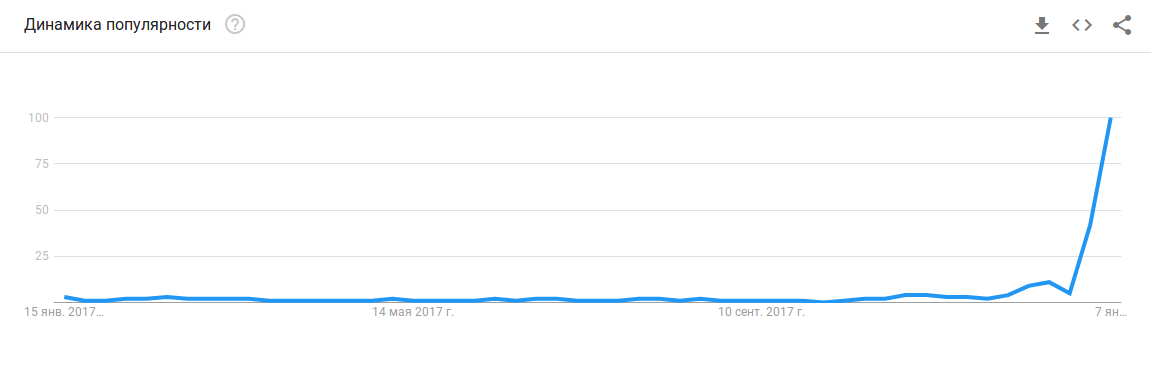 Динамика популярности
100
75
50
25
15 янв. 2017…
14 мая 2017 г.
10 сент. 2017 г.
7 ян…